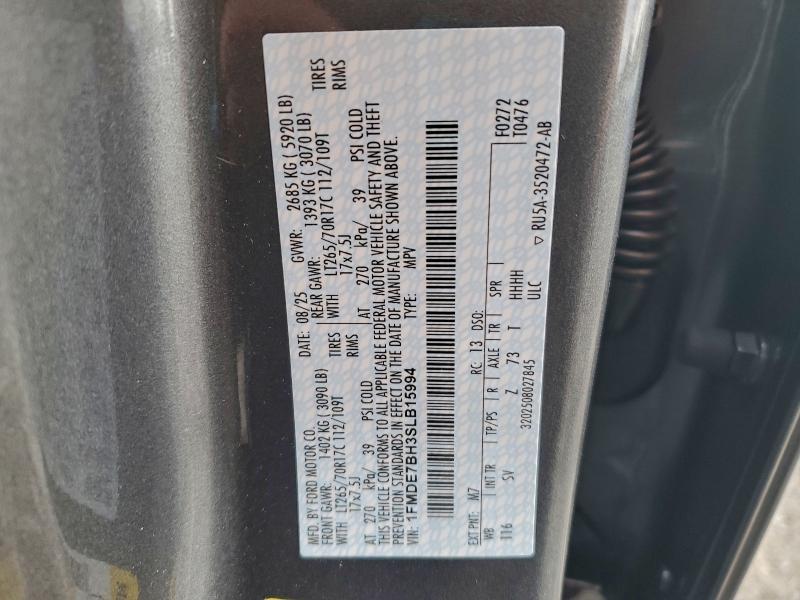 MFD. BY FORD MOTOR CO.
DATE: 08/25 GVWR: 2685 KG ( 5920 LB)
FRONT GAWR: 1402 KG ( 3090 LB) REAR GAWR: 1393 KG ( 3070 LB)
WITH LT265/70R17C 112/109T TIRES WITH LT265/70R17C 112/109T TIRES
17x7.5J RIMS 17x7.5J RIMS
AT 270 kPa/ 39 PSI COLD AT 270 kPa/ 39 PSI COLD
THIS VEHICLE CONFORMS TO ALL APPLICABLE FEDERAL MOTOR VEHICLE SAFETY AND THEFT
PREVENTION STANDARDS IN EFFECT ON THE DATE OF MANUFACTURE SHOWN ABOVE.
VIN: 1FMDE7BH3SLB15994 TYPE: MPV
F0272
T0476
EXT PNT: M7 RC: 13 DSO:
WB INT TR TP/PS R AXLE TR SPR
116 SV Z 73 T HHHH
ULC
3202508027845
▽ RU5A-3520472-AB